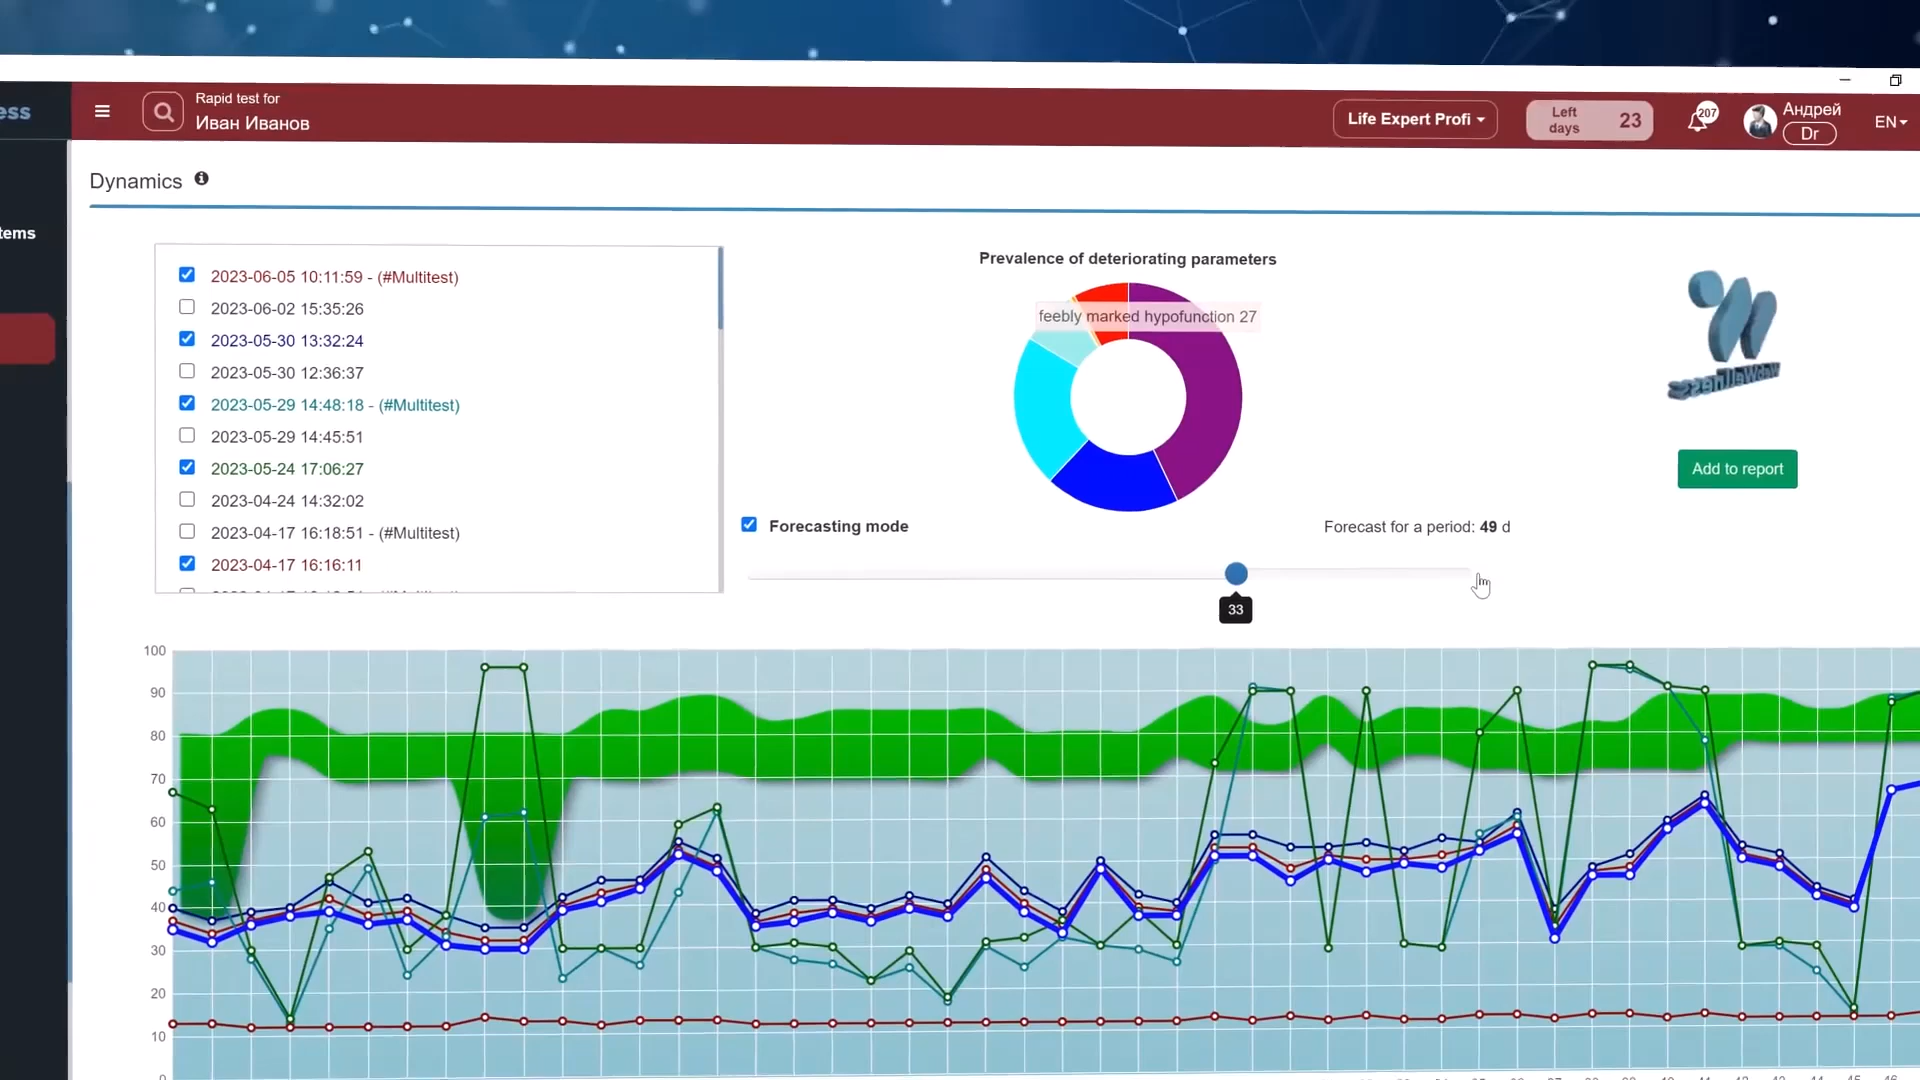 ess
Rapid test for
Иван Иванов
Life Expert Profi
Left
days
23
207
Андрей
Dr
EN
tems
Dynamics
2023-06-05 10:11:59 - (#Multitest)
2023-06-02 15:35:26
2023-05-30 13:32:24
2023-05-30 12:36:37
2023-05-29 14:48:18 - (#Multitest)
2023-05-29 14:45:51
2023-05-24 17:06:27
2023-04-24 14:32:02
2023-04-17 16:18:51 - (#Multitest)
2023-04-17 16:16:11
Prevalence of deteriorating parameters
feebly marked hypofunction 27
WebWellness
Add to report
Forecasting mode
Forecast for a period: 49 d
33
100
90
80
70
60
50
40
30
20
10